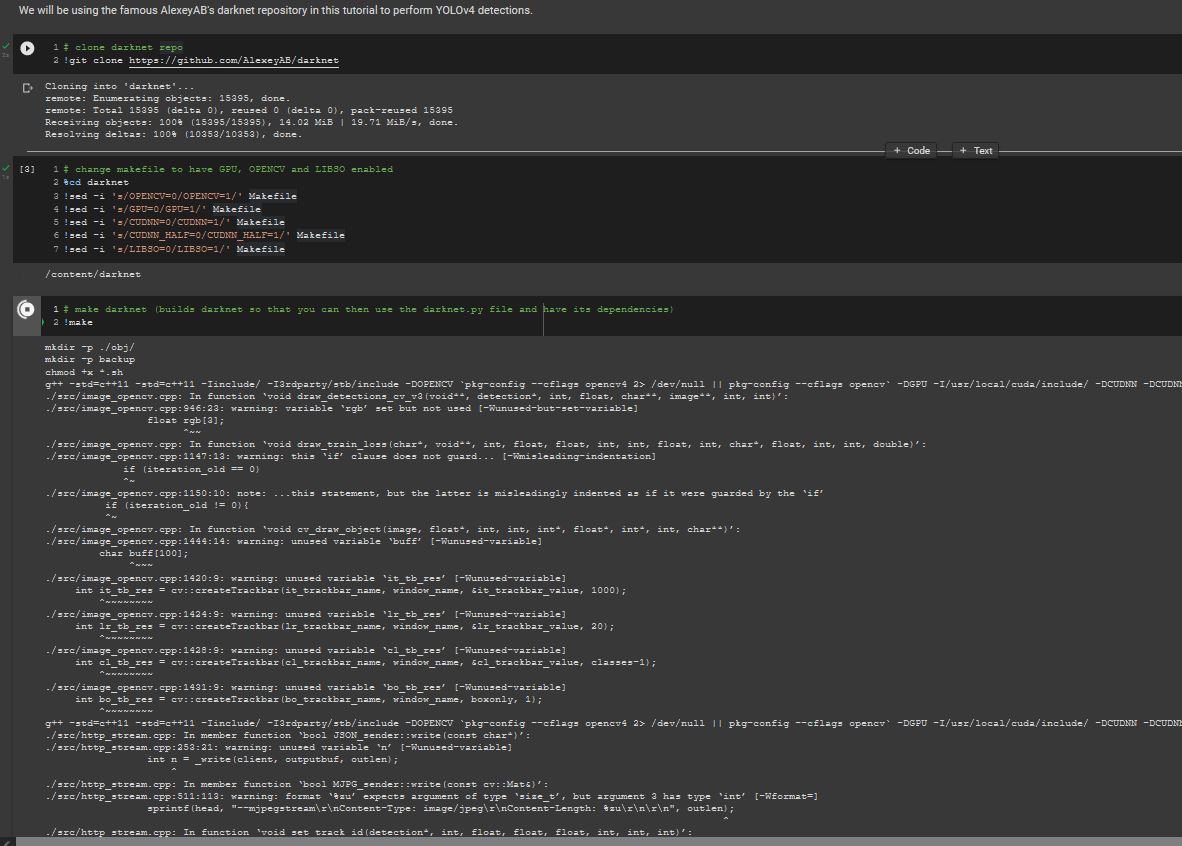 We will be using the famous AlexeyAB's darknet repository in this tutorial to perform YOLOv4 detections.
1 # clone darknet repo
2s
2 !git clone https://github.com/AlexeyAB/darknet
Cloning into 'darknet'...
remote: Enumerating objects: 15395, done.
remote: Total 15395 (delta 0), reused 0 (delta 0), pack-reused 15395
Receiving objects: 100% (15395/15395), 14.02 MiB | 19.71 MiB/s, done.
Resolving deltas: 100% (10353/10353), done.
+ Code + Text
[3] 1 # change makefile to have GPU, OPENCV and LIBSO enabled
1s
2 %cd darknet
3 !sed -i 's/OPENCV=0/OPENCV=1/' Makefile
4 !sed -i 's/GPU=0/GPU=1/' Makefile
5 !sed -i 's/CUDNN=0/CUDNN=1/' Makefile
6 !sed -i 's/CUDNN_HALF=0/CUDNN_HALF=1/' Makefile
7 !sed -i 's/LIBSO=0/LIBSO=1/' Makefile
/content/darknet
1 # make darknet (builds darknet so that you can then use the darknet.py file and have its dependencies)
2 !make
mkdir -p ./obj/
mkdir -p backup
chmod +x *.sh
g++ -std=c++11 -std=c++11 -Iinclude/ -I3rdparty/stb/include -DOPENCV `pkg-config --cflags opencv4 2> /dev/null || pkg-config --cflags opencv` -DGPU -I/usr/local/cuda/include/ -DCUDNN -DCUDNN
./src/image_opencv.cpp: In function ‘void draw_detections_cv_v3(void**, detection*, int, float, char**, image**, int, int)’:
./src/image_opencv.cpp:946:23: warning: variable ‘rgb’ set but not used [-Wunused-but-set-variable]
float rgb[3];
^~~
./src/image_opencv.cpp: In function ‘void draw_train_loss(char*, void**, int, float, float, int, int, float, int, char*, float, int, int, double)’:
./src/image_opencv.cpp:1147:13: warning: this ‘if’ clause does not guard... [-Wmisleading-indentation]
if (iteration_old == 0)
^~
./src/image_opencv.cpp:1150:10: note: ...this statement, but the latter is misleadingly indented as if it were guarded by the ‘if’
if (iteration_old != 0){
^~
./src/image_opencv.cpp: In function ‘void cv_draw_object(image, float*, int, int, int*, float*, int*, int, char**)’:
./src/image_opencv.cpp:1444:14: warning: unused variable ‘buff’ [-Wunused-variable]
char buff[100];
^~~~
./src/image_opencv.cpp:1420:9: warning: unused variable ‘it_tb_res’ [-Wunused-variable]
int it_tb_res = cv::createTrackbar(it_trackbar_name, window_name, &it_trackbar_value, 1000);
^~~~~~~~~
./src/image_opencv.cpp:1424:9: warning: unused variable ‘lr_tb_res’ [-Wunused-variable]
int lr_tb_res = cv::createTrackbar(lr_trackbar_name, window_name, &lr_trackbar_value, 20);
^~~~~~~~~
./src/image_opencv.cpp:1428:9: warning: unused variable ‘cl_tb_res’ [-Wunused-variable]
int cl_tb_res = cv::createTrackbar(cl_trackbar_name, window_name, &cl_trackbar_value, classes-1);
^~~~~~~~~
./src/image_opencv.cpp:1431:9: warning: unused variable ‘bo_tb_res’ [-Wunused-variable]
int bo_tb_res = cv::createTrackbar(bo_trackbar_name, window_name, boxonly, 1);
^~~~~~~~~
g++ -std=c++11 -std=c++11 -Iinclude/ -I3rdparty/stb/include -DOPENCV `pkg-config --cflags opencv4 2> /dev/null || pkg-config --cflags opencv` -DGPU -I/usr/local/cuda/include/ -DCUDNN -DCUDNN
./src/http_stream.cpp: In member function ‘bool JSON_sender::write(const char*)’:
./src/http_stream.cpp:253:21: warning: unused variable ‘n’ [-Wunused-variable]
int n = _write(client, outputbuf, outlen);
^
./src/http_stream.cpp: In member function ‘bool MJPG_sender::write(const cv::Mat&)’:
./src/http_stream.cpp:511:113: warning: format ‘%zu’ expects argument of type ‘size_t’, but argument 3 has type ‘int’ [-Wformat=]
sprintf(head, "--mjpegstream\r\nContent-Type: image/jpeg\r\nContent-Length: %zu\r\n\r\n", outlen);
^
./src/http_stream.cpp: In function ‘void set_track_id(detection*, int, float, float, float, int, int, int)’: